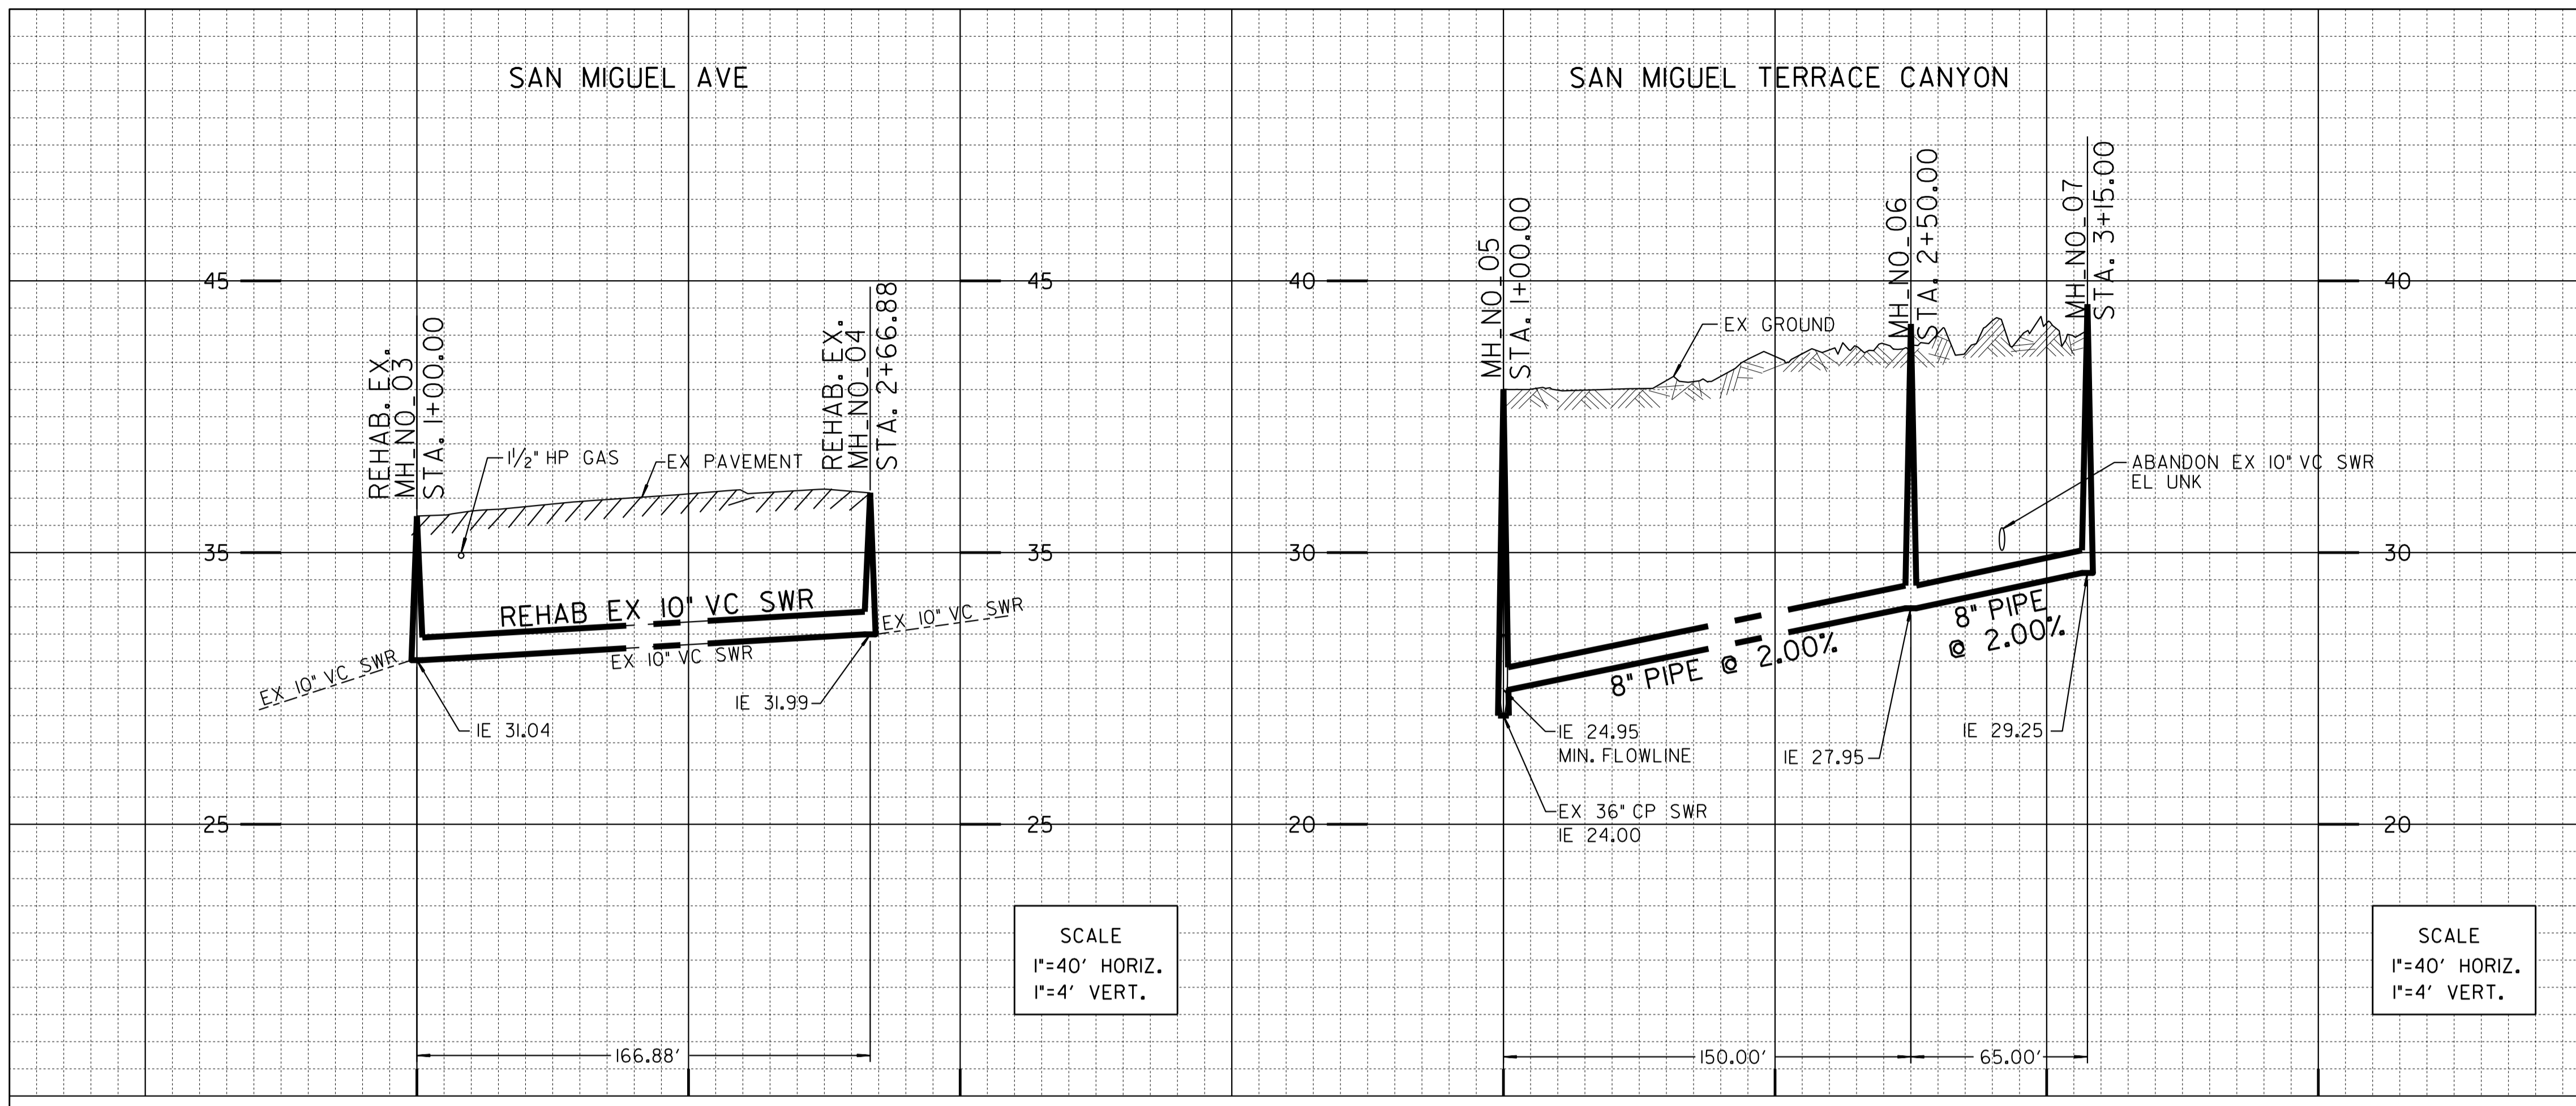 SAN MIGUEL AVE
45
45
35
35
25
25
REHAB. EX.
MH_NO_03
STA. 1+00.00
REHAB. EX.
MH_NO_04
STA. 2+66.88
1 1/2" HP GAS
EX PAVEMENT
REHAB EX 10" VC SWR
EX 10" VC SWR
EX 10" VC SWR
EX 10" VC SWR
IE 31.04
IE 31.99
166.88'
SCALE
1"=40' HORIZ.
1"=4' VERT.
SAN MIGUEL TERRACE CANYON
40
40
30
30
20
20
MH_NO_05
STA. 1+00.00
MH_NO_06
STA. 2+50.00
MH_NO_07
STA. 3+15.00
EX GROUND
ABANDON EX 10" VC SWR
EL UNK
8" PIPE @ 2.00%
8" PIPE
@ 2.00%
IE 24.95
MIN. FLOWLINE
IE 27.95
IE 29.25
EX 36" CP SWR
IE 24.00
150.00'
65.00'
SCALE
1"=40' HORIZ.
1"=4' VERT.